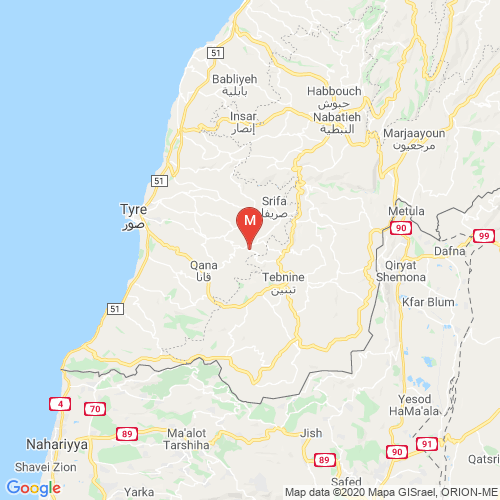 51
Babliyeh
بابلية
Habbouch
حبوش
Insar
إنصار
Nabatieh
النبطية
Marjaayoun
مرجعيون
51
Srifa
صريفا
Tyre
صور
M
Metula
90
99
Dafna
Qana
قانا
Tebnine
تبنين
Qiryat
Shemona
Kfar Blum
51
4
70
Yesod
HaMa'ala
89
Ma'alot
Tarshiha
Jish
Nahariyya
90
91
Shavei Zion
89
Qatsri
Yarka
Safed
Google
Map data ©2020 Mapa GISrael, ORION-ME